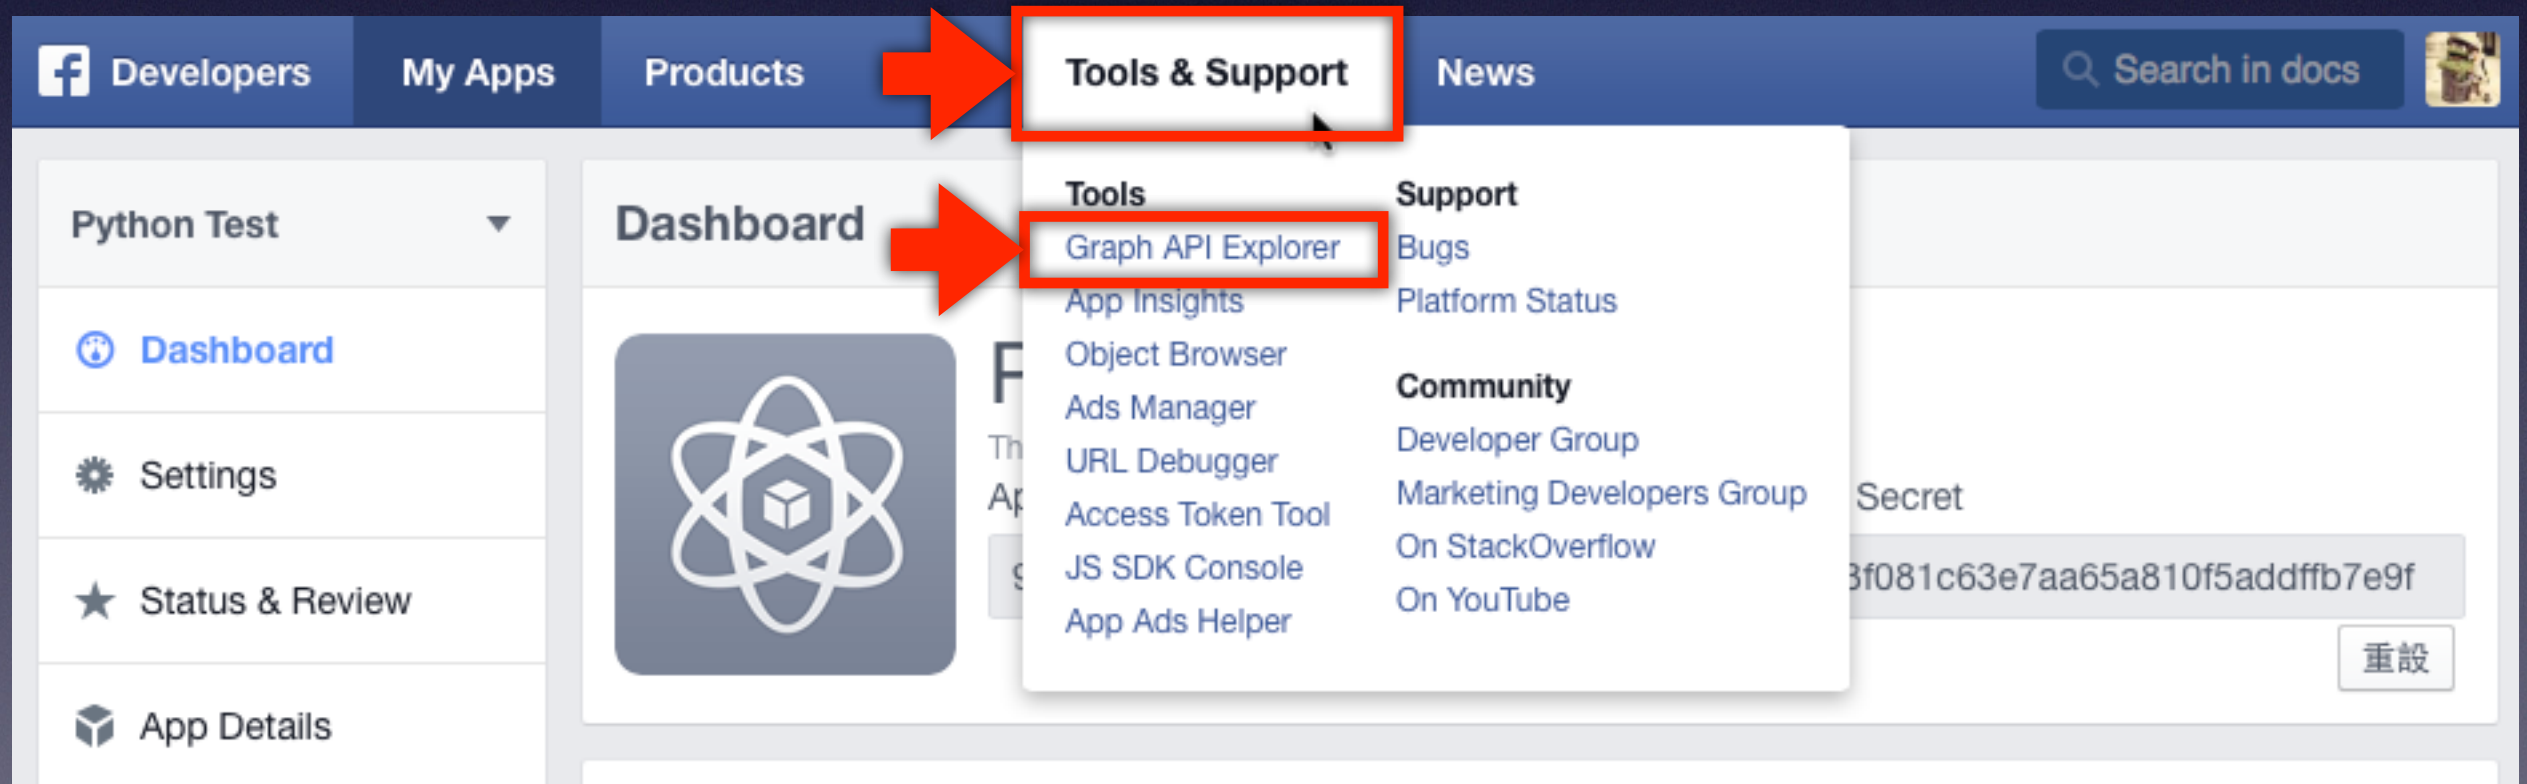 Developers
My Apps
Products
Tools & Support
News
Search in docs
Python Test
Dashboard
Settings
Status & Review
App Details
Dashboard
Tools
Graph API Explorer
App Insights
Object Browser
Ads Manager
URL Debugger
Access Token Tool
JS SDK Console
App Ads Helper
Support
Bugs
Platform Status
Community
Developer Group
Marketing Developers Group
On StackOverflow
On YouTube
Secret
重設